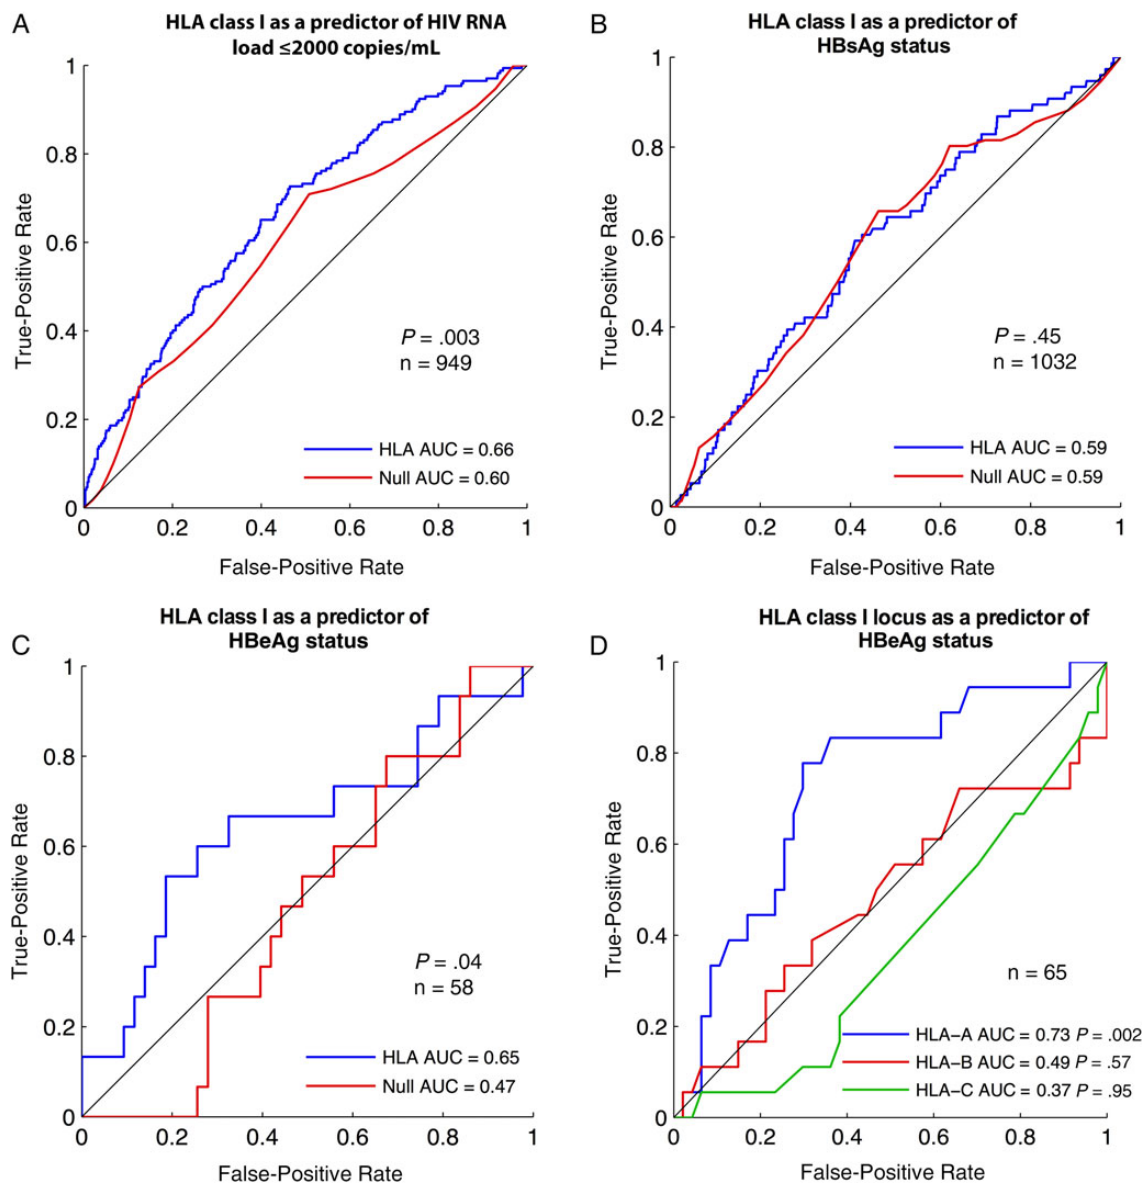 A
HLA class I as a predictor of HIV RNA
load ≤2000 copies/mL
1
0.8
0.6
0.4
0.2
0
0
0.2
0.4
0.6
0.8
1
True-Positive Rate
False-Positive Rate
P = .003
n = 949
HLA AUC = 0.66
Null AUC = 0.60
B
HLA class I as a predictor of
HBsAg status
1
0.8
0.6
0.4
0.2
0
0
0.2
0.4
0.6
0.8
1
True-Positive Rate
False-Positive Rate
P = .45
n = 1032
HLA AUC = 0.59
Null AUC = 0.59
C
HLA class I as a predictor of
HBeAg status
1
0.8
0.6
0.4
0.2
0
0
0.2
0.4
0.6
0.8
1
True-Positive Rate
False-Positive Rate
P = .04
n = 58
HLA AUC = 0.65
Null AUC = 0.47
D
HLA class I locus as a predictor of
HBeAg status
1
0.8
0.6
0.4
0.2
0
0
0.2
0.4
0.6
0.8
1
True-Positive Rate
False-Positive Rate
n = 65
HLA–A AUC = 0.73 P = .002
HLA–B AUC = 0.49 P = .57
HLA–C AUC = 0.37 P = .95